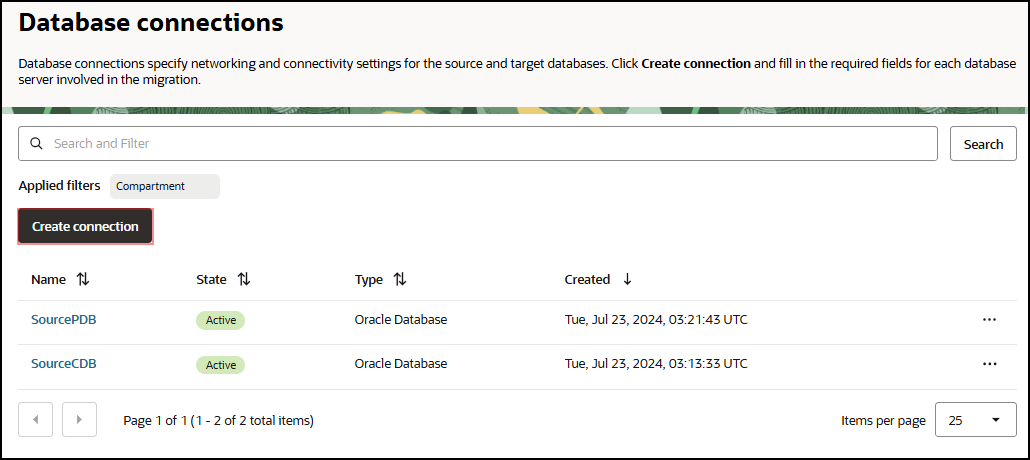 Database connections
Database connections specify networking and connectivity settings for the source and target databases. Click Create connection and fill in the required fields for each database
server involved in the migration.
Search and Filter
Search
Applied filters Compartment
Create connection
Name State Type Created
SourcePDB Active Oracle Database Tue, Jul 23, 2024, 03:21:43 UTC ...
SourceCDB Active Oracle Database Tue, Jul 23, 2024, 03:13:33 UTC ...
Page 1 of 1 (1 - 2 of 2 total items) Items per page 25